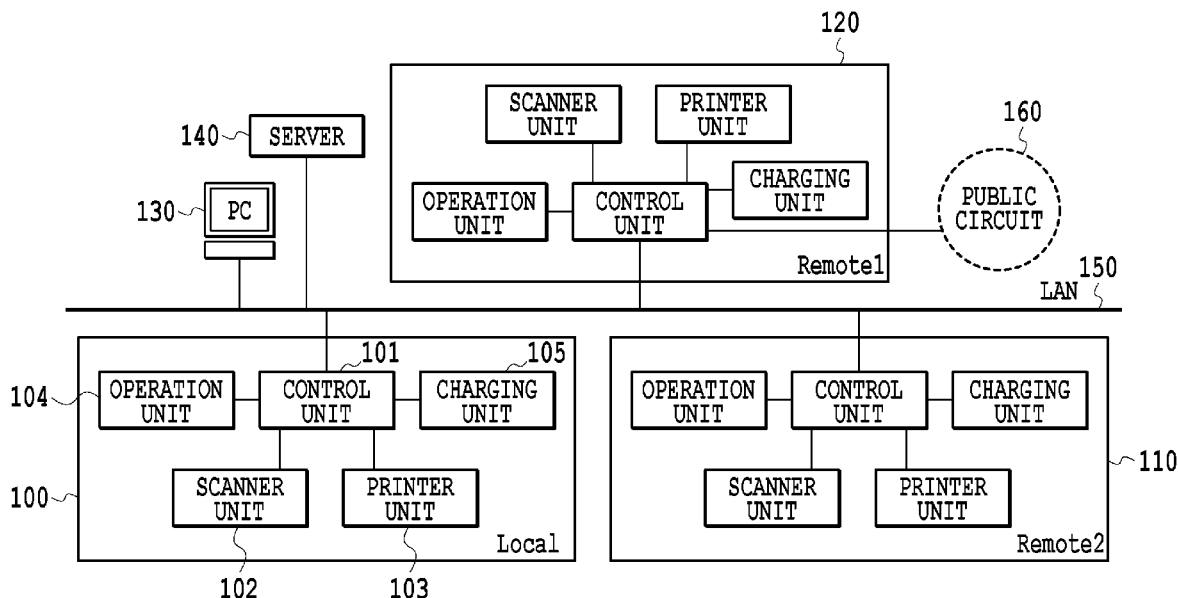 120
SCANNER
UNIT
PRINTER
UNIT
140
SERVER
160
130
PC
OPERATION
UNIT
CONTROL
UNIT
CHARGING
UNIT
PUBLIC
CIRCUIT
Remote1
LAN
150
104
OPERATION
UNIT
101
CONTROL
UNIT
105
CHARGING
UNIT
100
SCANNER
UNIT
PRINTER
UNIT
Local
102
103
OPERATION
UNIT
CONTROL
UNIT
CHARGING
UNIT
SCANNER
UNIT
PRINTER
UNIT
110
Remote2